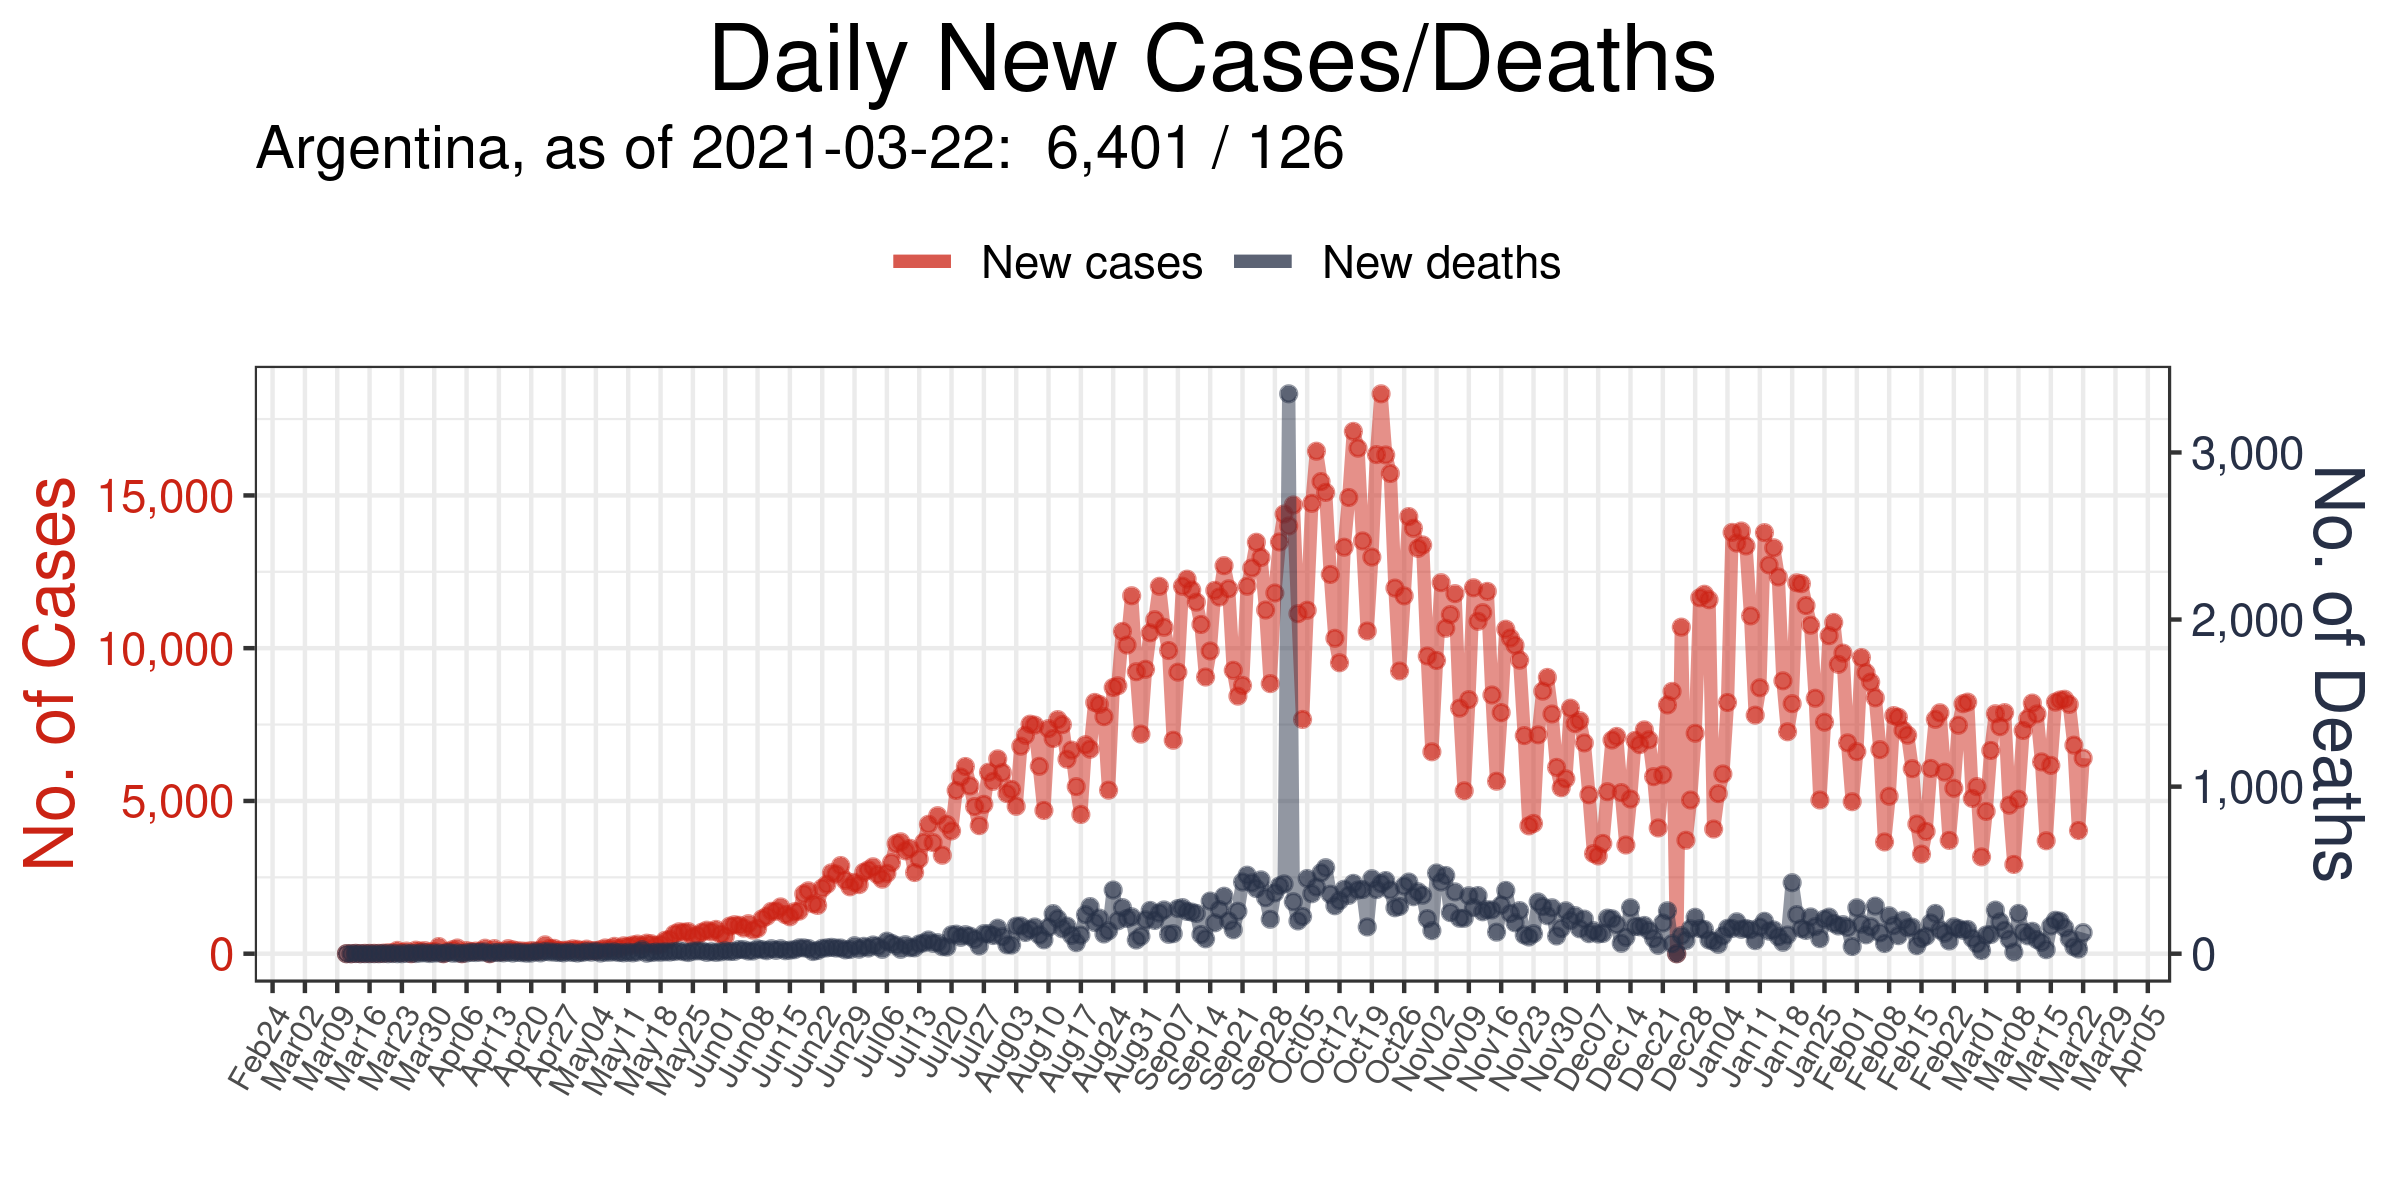 Daily New Cases/Deaths
Argentina, as of 2021-03-22:  6,401 / 126
New cases
New deaths
No. of Cases
15,000
10,000
5,000
0
3,000
2,000
1,000
0
No. of Deaths
Feb24
Mar02
Mar09
Mar16
Mar23
Mar30
Apr06
Apr13
Apr20
Apr27
May04
May11
May18
May25
Jun01
Jun08
Jun15
Jun22
Jun29
Jul06
Jul13
Jul20
Jul27
Aug03
Aug10
Aug17
Aug24
Aug31
Sep07
Sep14
Sep21
Sep28
Oct05
Oct12
Oct19
Oct26
Nov02
Nov09
Nov16
Nov23
Nov30
Dec07
Dec14
Dec21
Dec28
Jan04
Jan11
Jan18
Jan25
Feb01
Feb08
Feb15
Feb22
Mar01
Mar08
Mar15
Mar22
Mar29
Apr05